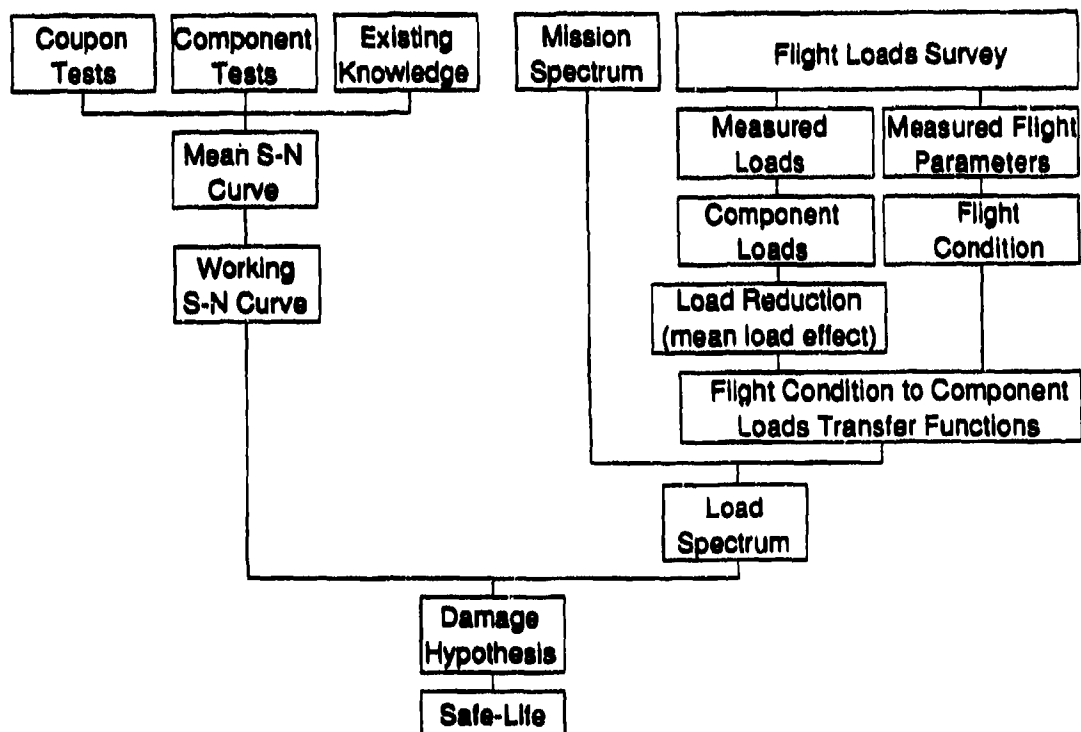 Coupon
Tests
Component
Tests
Existing
Knowledge
Mission
Spectrum
Flight Loads Survey
Measured
Loads
Measured Flight
Parameters
Mean S-N
Curve
Component
Loads
Flight
Condition
Working
S-N Curve
Load Reduction
(mean load effect)
Flight Condition to Component
Loads Transfer Functions
Load
Spectrum
Damage
Hypothesis
Safe-Life